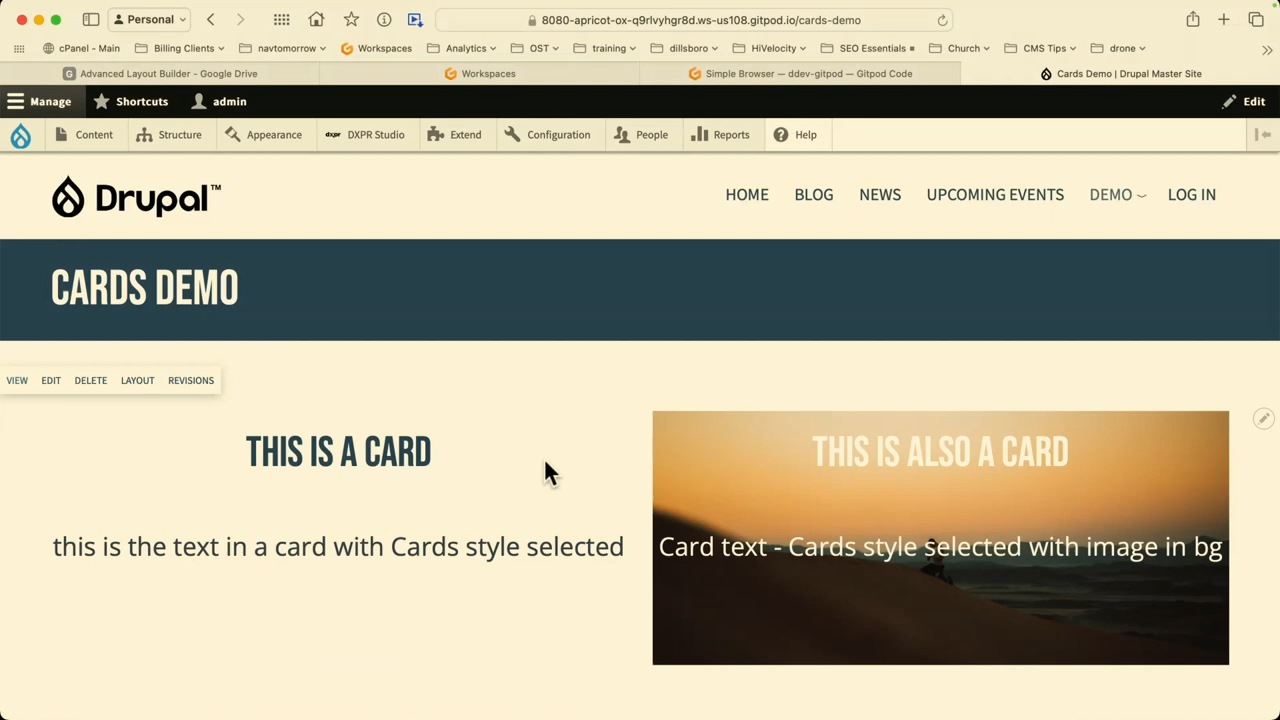 Personal
8080-apricot-ox-q9rlvyhgr8d.ws-us108.gitpod.io/cards-demo
cPanel - Main
Billing Clients
navtomorrow
Workspaces
Analytics
OST
training
dillsboro
HiVelocity
SEO Essentials
Church
CMS Tips
drone
G Advanced Layout Builder - Google Drive
Workspaces
Simple Browser — ddev-gitpod — Gitpod Code
Cards Demo | Drupal Master Site
Manage
Shortcuts
admin
Edit
Content
Structure
Appearance
dxpr DXPR Studio
Extend
Configuration
People
Reports
Help
Drupal™
HOME
BLOG
NEWS
UPCOMING EVENTS
DEMO
LOG IN
CARDS DEMO
VIEW
EDIT
DELETE
LAYOUT
REVISIONS
THIS IS A CARD
this is the text in a card with Cards style selected
THIS IS ALSO A CARD
Card text - Cards style selected with image in bg